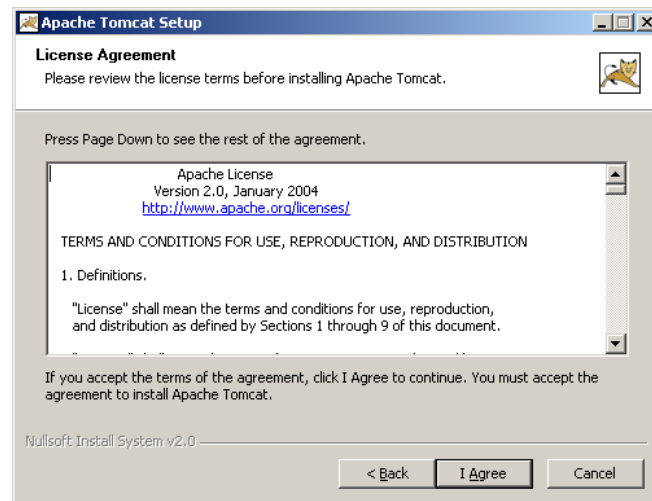 Apache Tomcat Setup
License Agreement
Please review the license terms before installing Apache Tomcat.
Press Page Down to see the rest of the agreement.
Apache License
Version 2.0, January 2004
http://www.apache.org/licenses/
TERMS AND CONDITIONS FOR USE, REPRODUCTION, AND DISTRIBUTION
1. Definitions.
"License" shall mean the terms and conditions for use, reproduction,
and distribution as defined by Sections 1 through 9 of this document.
If you accept the terms of the agreement, click I Agree to continue. You must accept the
agreement to install Apache Tomcat.
Nullsoft Install System v2.0
< Back
I Agree
Cancel